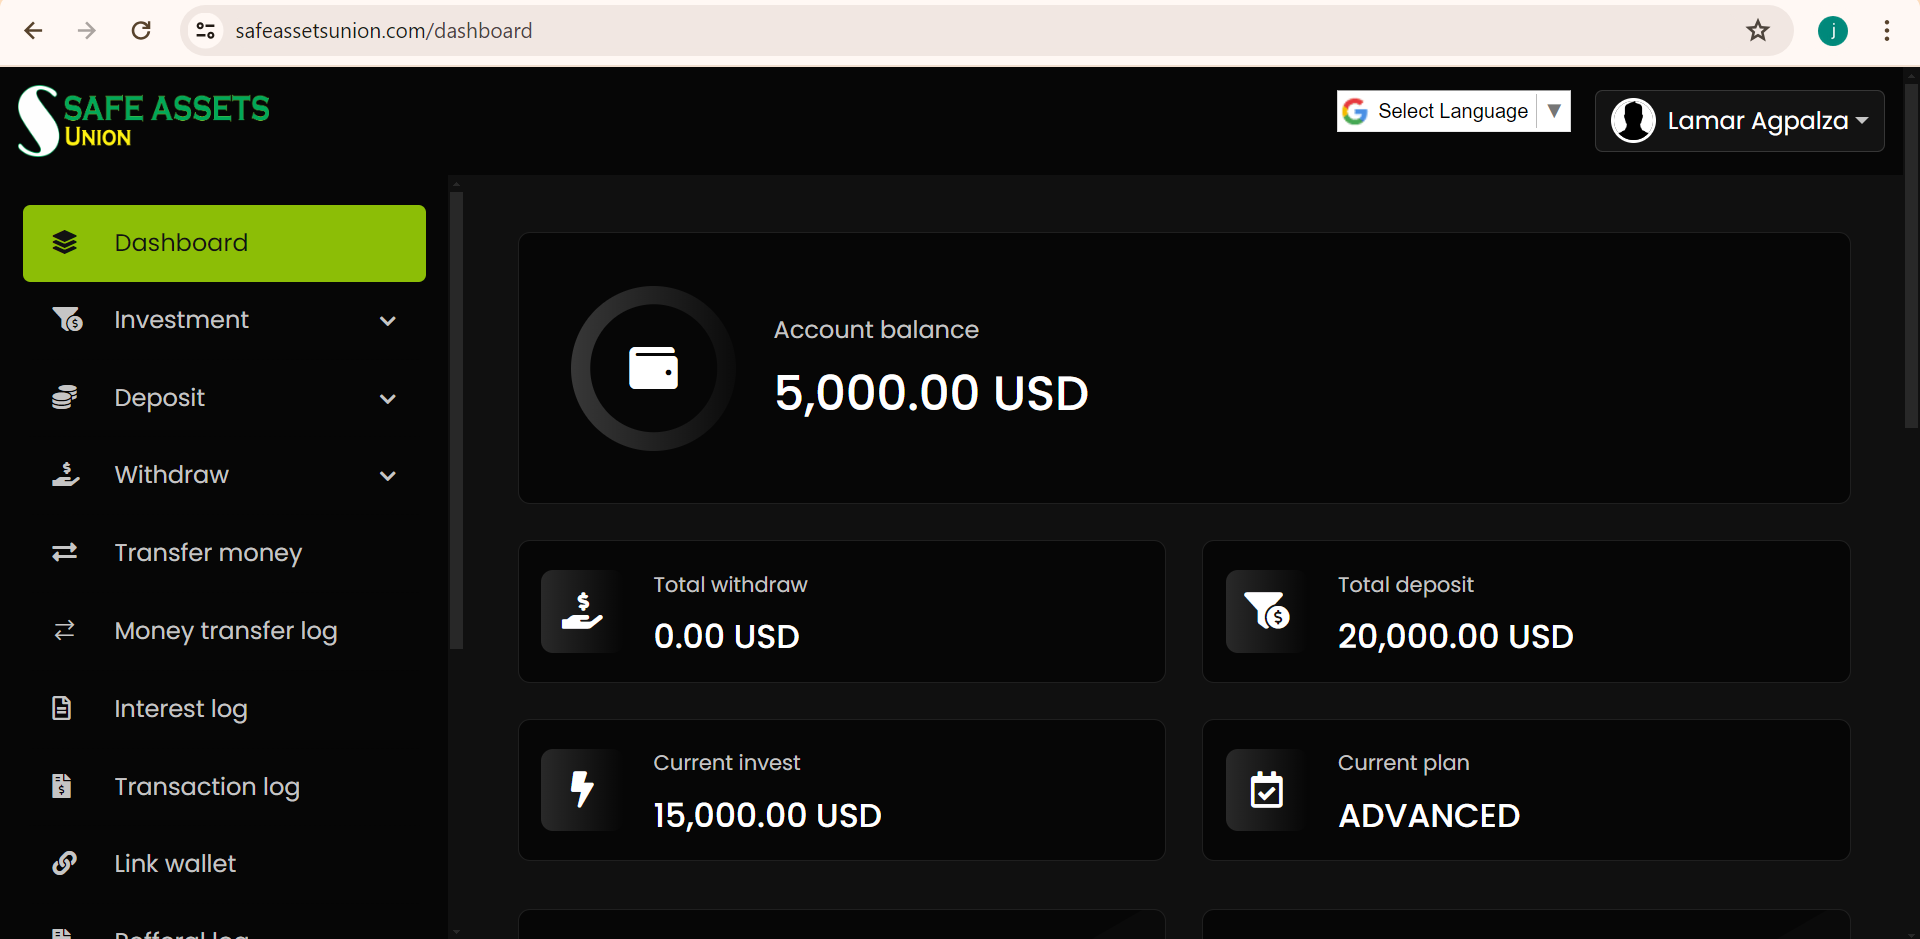 safeassetsunion.com/dashboard
j
SAFE ASSETS
UNION
Select Language ▼
Lamar Agpalza
Dashboard
Investment
Deposit
Withdraw
Transfer money
Money transfer log
Interest log
Transaction log
Link wallet
Account balance
5,000.00 USD
Total withdraw
0.00 USD
Total deposit
20,000.00 USD
Current invest
15,000.00 USD
Current plan
ADVANCED